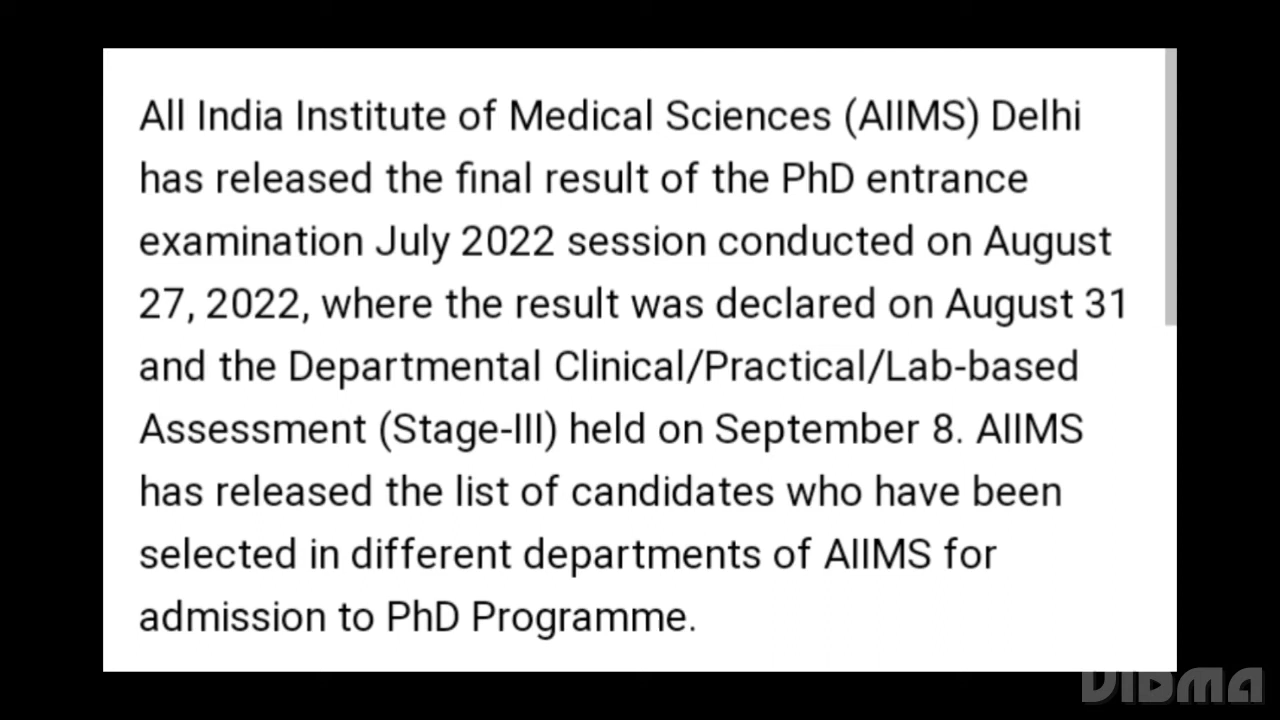 All India Institute of Medical Sciences (AIIMS) Delhi
has released the final result of the PhD entrance
examination July 2022 session conducted on August
27, 2022, where the result was declared on August 31
and the Departmental Clinical/Practical/Lab-based
Assessment (Stage-III) held on September 8. AIIMS
has released the list of candidates who have been
selected in different departments of AIIMS for
admission to PhD Programme.